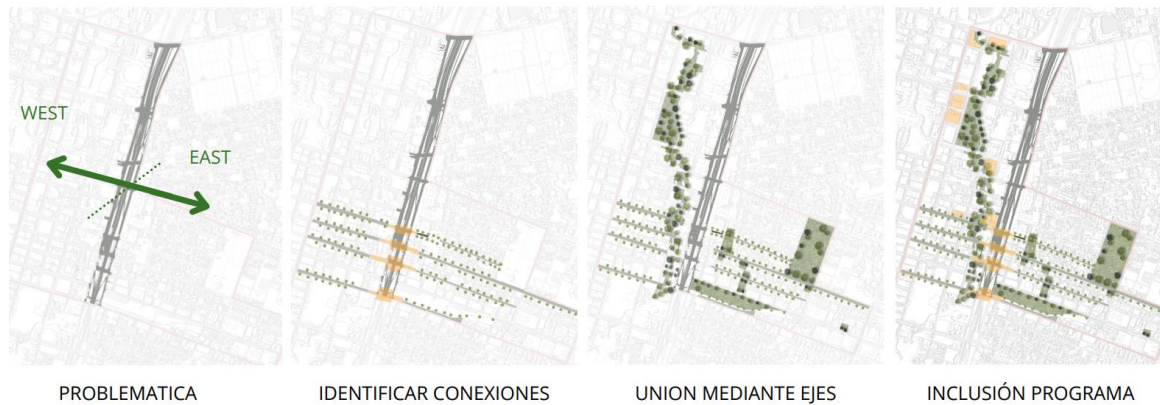 WEST
EAST
PROBLEMATICA
IDENTIFICAR CONEXIONES
UNION MEDIANTE EJES
INCLUSIÓN PROGRAMA